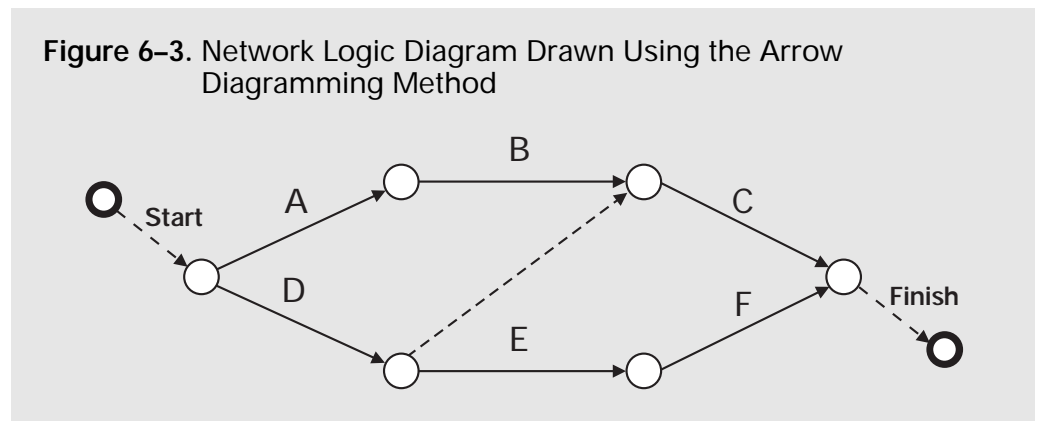 Figure 6–3. Network Logic Diagram Drawn Using the Arrow
Diagramming Method
B
A
C
Start
D
Finish
F
E